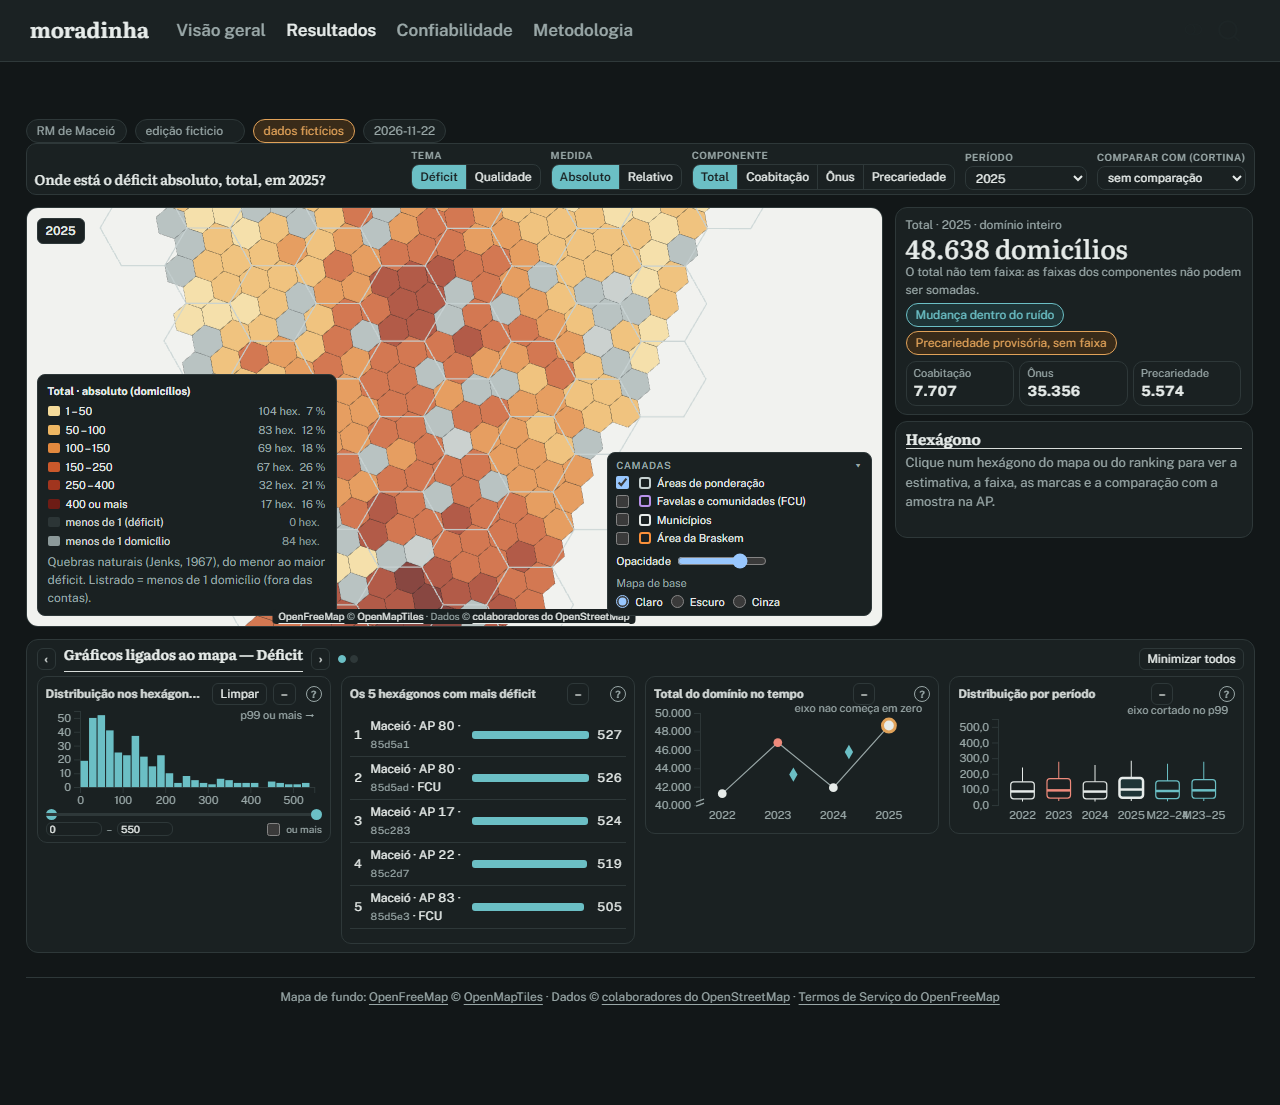 moradinha Visão geral Resultados Confiabilidade Metodologia
RM de Maceió edição ficticio dados fictícios 2026-11-22
Onde está o déficit absoluto, total, em 2025?
TEMA
Déficit Qualidade
MEDIDA
Absoluto Relativo
COMPONENTE
Total Coabitação Ônus Precariedade
PERÍODO
2025
COMPARAR COM (CORTINA)
sem comparação
2025
Total · absoluto (domicílios)
1–50 104 hex. 7 %
50–100 83 hex. 12 %
100–150 69 hex. 18 %
150–250 67 hex. 26 %
250–400 32 hex. 21 %
400 ou mais 17 hex. 16 %
menos de 1 (déficit) 0 hex.
menos de 1 domicílio 84 hex.
Quebras naturais (Jenks, 1967), do menor ao maior
déficit. Listrado = menos de 1 domicílio (fora das
contas).
CAMADAS ▾
Áreas de ponderação
Favelas e comunidades (FCU)
Municípios
Área da Braskem
Opacidade
Mapa de base
Claro Escuro Cinza
OpenFreeMap © OpenMapTiles · Dados © colaboradores do OpenStreetMap
Total · 2025 · domínio inteiro
48.638 domicílios
O total não tem faixa: as faixas dos componentes não podem
ser somadas.
Mudança dentro do ruído
Precariedade provisória, sem faixa
Coabitação
7.707
Ônus
35.356
Precariedade
5.574
Hexágono
Clique num hexágono do mapa ou do ranking para ver a
estimativa, a faixa, as marcas e a comparação com a
amostra na AP.
‹ Gráficos ligados ao mapa — Déficit › Minimizar todos
Distribuição nos hexágon... Limpar – ?
p99 ou mais →
50
40
30
20
10
0
0 100 200 300 400 500
0 – 550 ou mais
Os 5 hexágonos com mais déficit – ?
1 Maceió · AP 80 ·
85d5a1 527
2 Maceió · AP 80 ·
85d5ad · FCU 526
3 Maceió · AP 17 ·
85c283 524
4 Maceió · AP 22 ·
85c2d7 519
5 Maceió · AP 83 ·
85d5e3 · FCU 505
Total do domínio no tempo – ?
eixo não começa em zero
50.000
48.000
46.000
44.000
42.000
40.000
2022 2023 2024 2025
Distribuição por período – ?
eixo cortado no p99
500,0
400,0
300,0
200,0
100,0
0,0
2022 2023 2024 2025 M22–24 M23–25
Mapa de fundo: OpenFreeMap © OpenMapTiles · Dados © colaboradores do OpenStreetMap · Termos de Serviço do OpenFreeMap